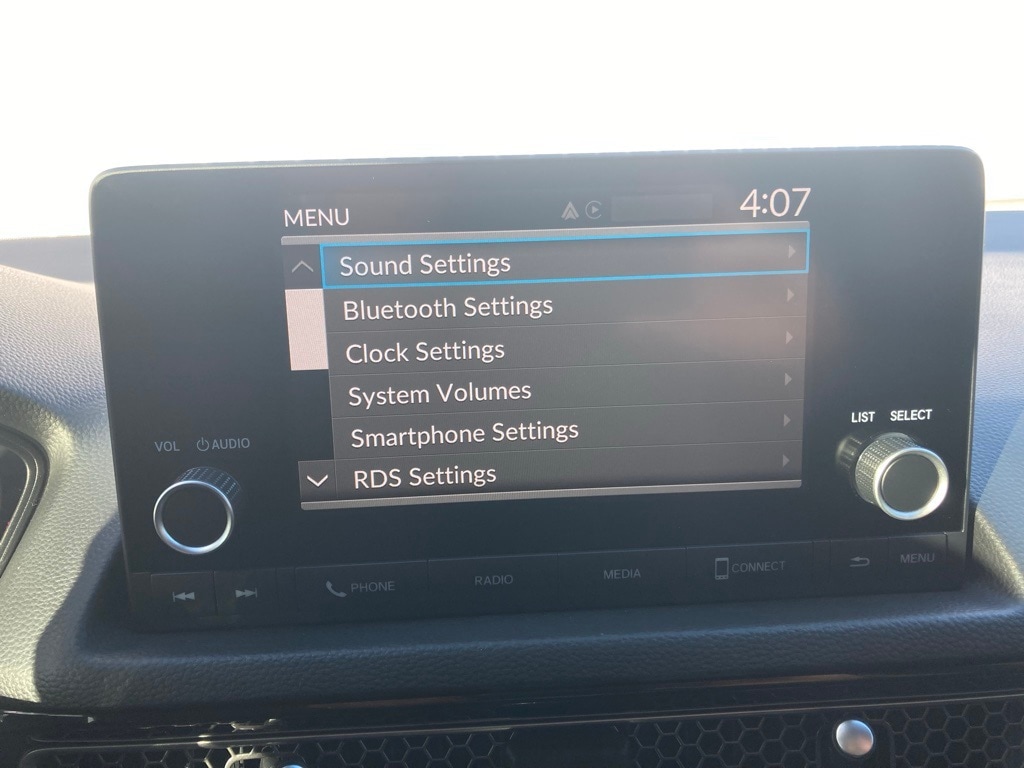 MENU
4:07
Sound Settings
Bluetooth Settings
Clock Settings
System Volumes
Smartphone Settings
RDS Settings
VOL AUDIO
LIST SELECT
PHONE
RADIO
MEDIA
CONNECT
MENU